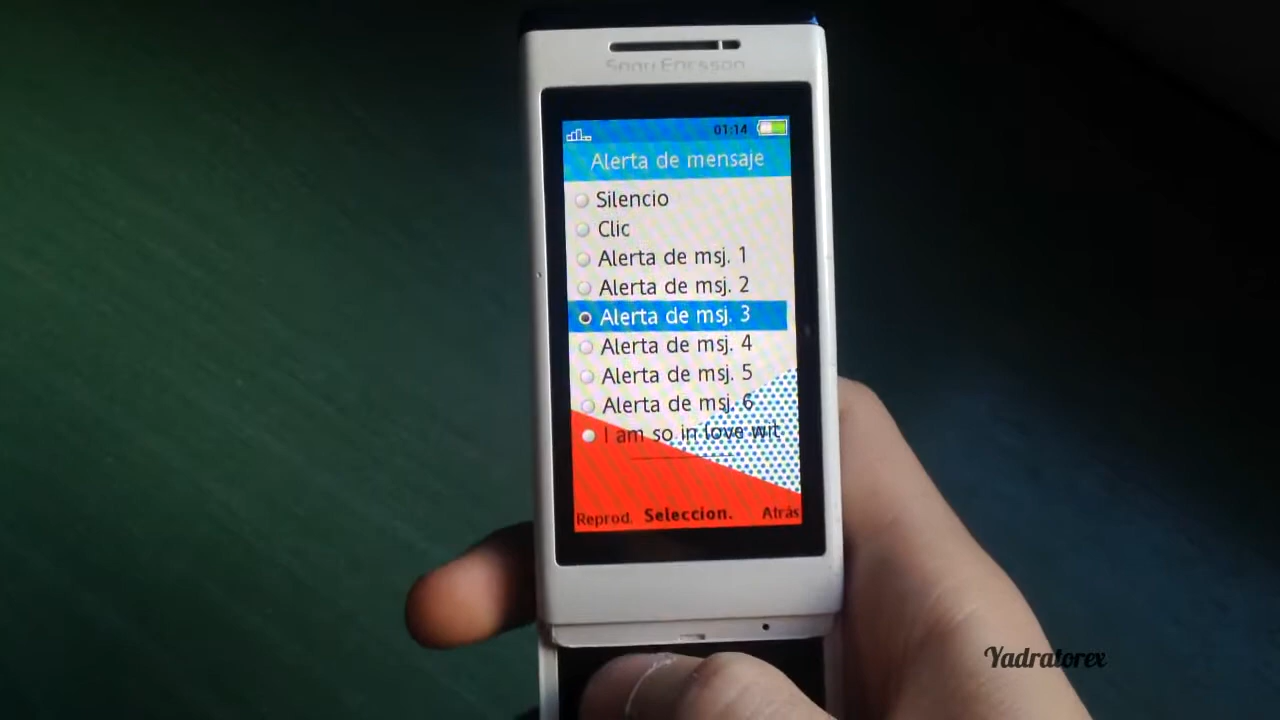 Sony Ericsson
01:14
Alerta de mensaje
Silencio
Clic
Alerta de msj. 1
Alerta de msj. 2
Alerta de msj. 3
Alerta de msj. 4
Alerta de msj. 5
Alerta de msj. 6
I am so in love wit
Reprod. Seleccion. Atrás
Yadratorex